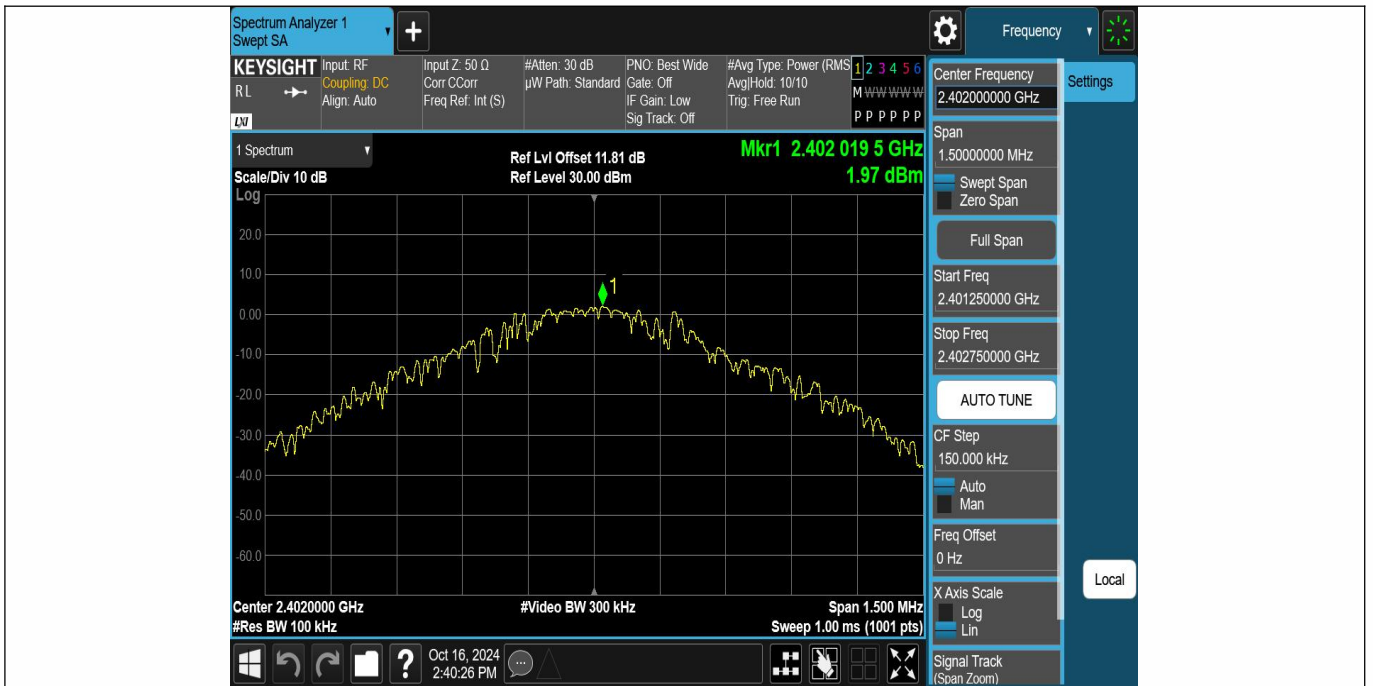 Spectrum Analyzer 1
Swept SA
Frequency
KEYSIGHT
RL
LXI
Input: RF
Coupling: DC
Align: Auto
Input Z: 50 Ω
Corr CCorr
Freq Ref: Int (S)
#Atten: 30 dB
µW Path: Standard
PNO: Best Wide
Gate: Off
IF Gain: Low
Sig Track: Off
#Avg Type: Power (RMS
Avg|Hold: 10/10
Trig: Free Run
1 2 3 4 5 6
M W W W W W
P P P P P P
1 Spectrum
Scale/Div 10 dB
Log
Ref Lvl Offset 11.81 dB
Ref Level 30.00 dBm
Mkr1 2.402 019 5 GHz
1.97 dBm
20.0
10.0
0.00
-10.0
-20.0
-30.0
-40.0
-50.0
-60.0
1
Center 2.4020000 GHz
#Res BW 100 kHz
#Video BW 300 kHz
Span 1.500 MHz
Sweep 1.00 ms (1001 pts)
Center Frequency
2.402000000 GHz
Settings
Span
1.50000000 MHz
Swept Span
Zero Span
Full Span
Start Freq
2.401250000 GHz
Stop Freq
2.402750000 GHz
AUTO TUNE
CF Step
150.000 kHz
Auto
Man
Freq Offset
0 Hz
Local
X Axis Scale
Log
Lin
Signal Track
(Span Zoom)
?
Oct 16, 2024
2:40:26 PM